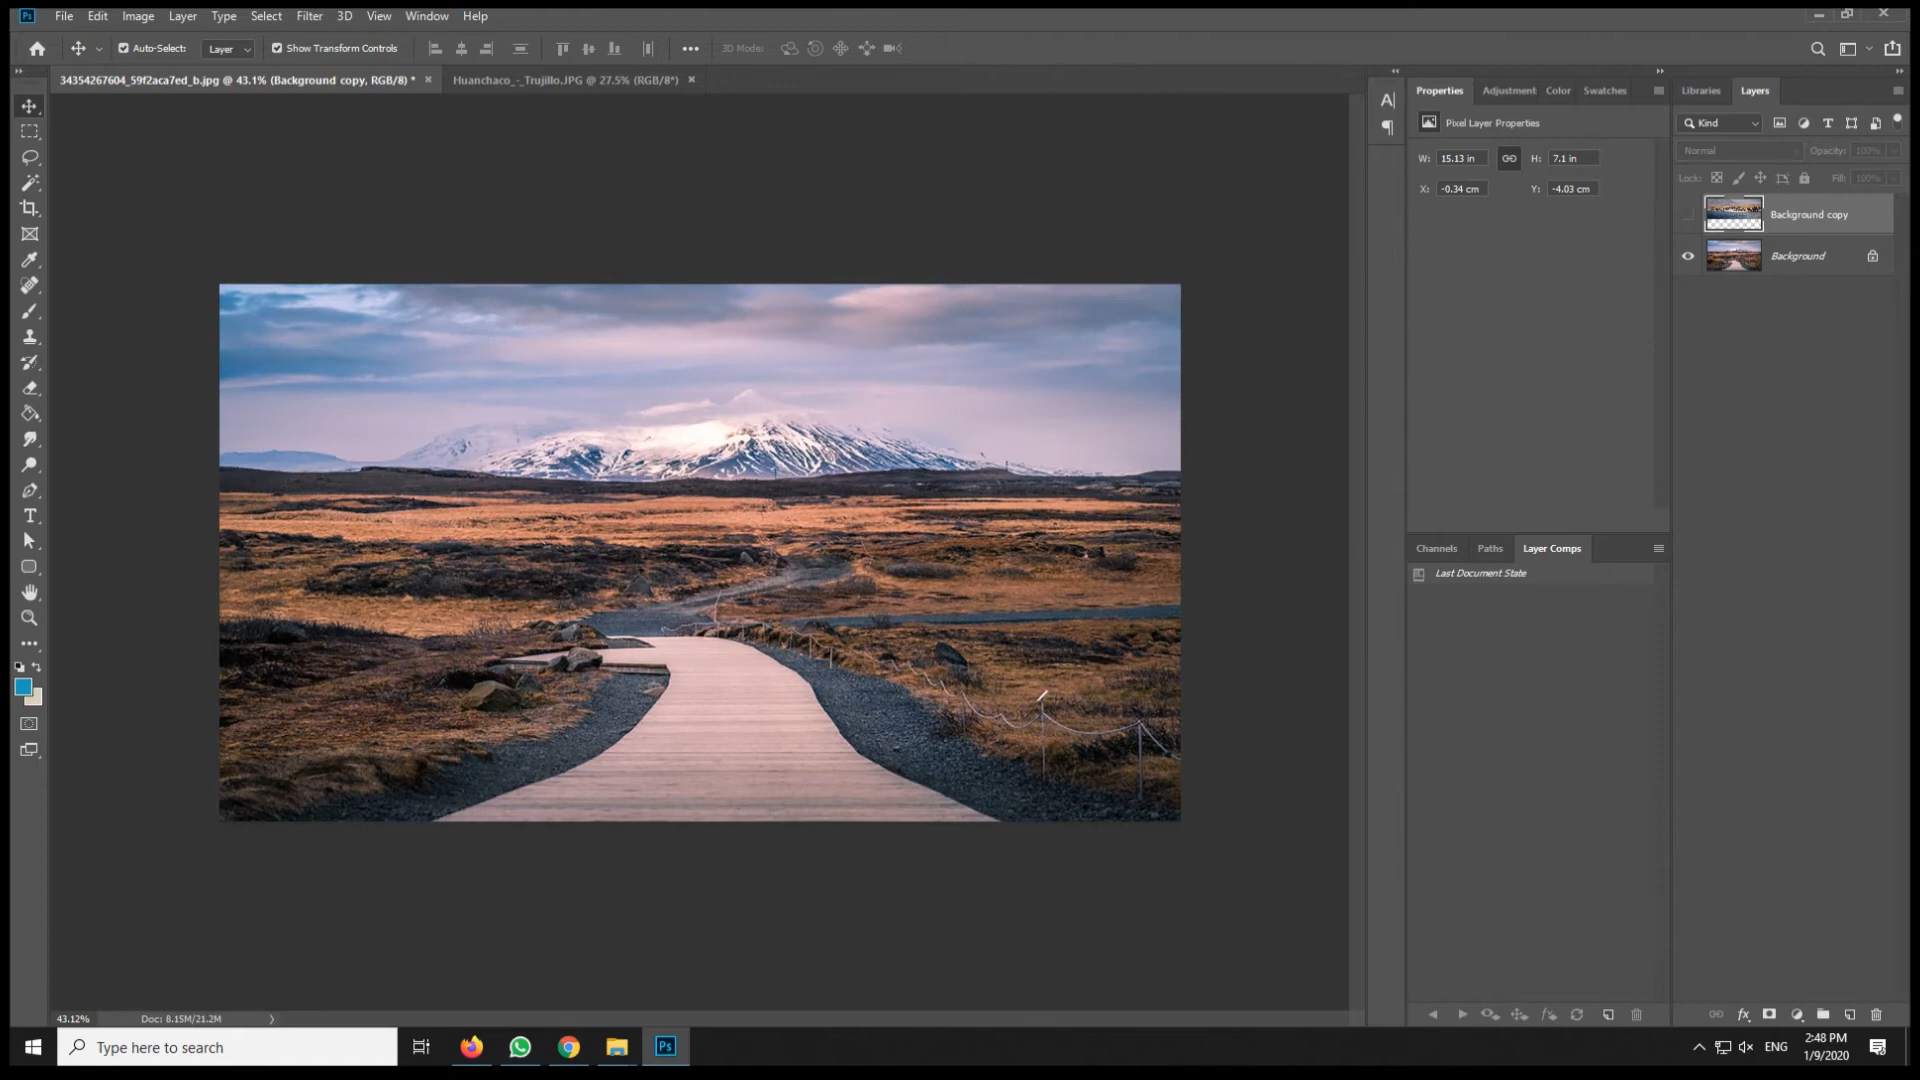 Ps File Edit Image Layer Type Select Filter 3D View Window Help
Auto-Select: Layer Show Transform Controls 3D Mode:
34354267604_59f2aca7ed_b.jpg @ 43.1% (Background copy, RGB/8) * Huanchaco_-_Trujillo.JPG @ 27.5% (RGB/8*)
Properties Adjustment Color Swatches
Pixel Layer Properties
W: 15.13 in H: 7.1 in
X: -0.34 cm Y: -4.03 cm
Libraries Layers
Kind
Normal Opacity: 100%
Lock: Fill: 100%
Background copy
Background
Channels Paths Layer Comps
Last Document State
43.12% Doc: 8.15M/21.2M
Type here to search
Ps
ENG
2:48 PM
1/9/2020